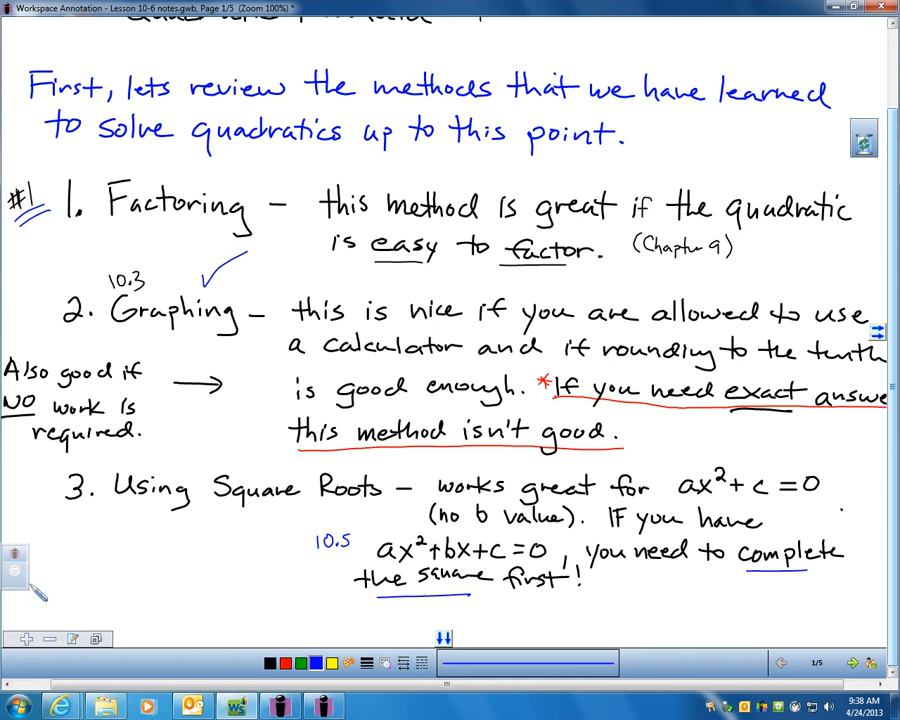 Workspace Annotation - Lesson 10-6 notes.gwb, Page 1/5 (Zoom 100%) *
First, lets review the methods that we have learned
to solve quadratics up to this point.
#1 1. Factoring – this method is great if the quadratic
is easy to factor. (Chapter 9)
10.3
2. Graphing – this is nice if you are allowed to use
a calculator and if rounding to the tenth
is good enough. *If you need exact answe
this method isn't good.
Also good if
NO work is
required.
3. Using Square Roots – works great for ax²+c=0
(no b value). IF you have
10.5 ax²+bx+c=0, you need to complete
the square first!
1/5
9:38 AM
4/24/2013